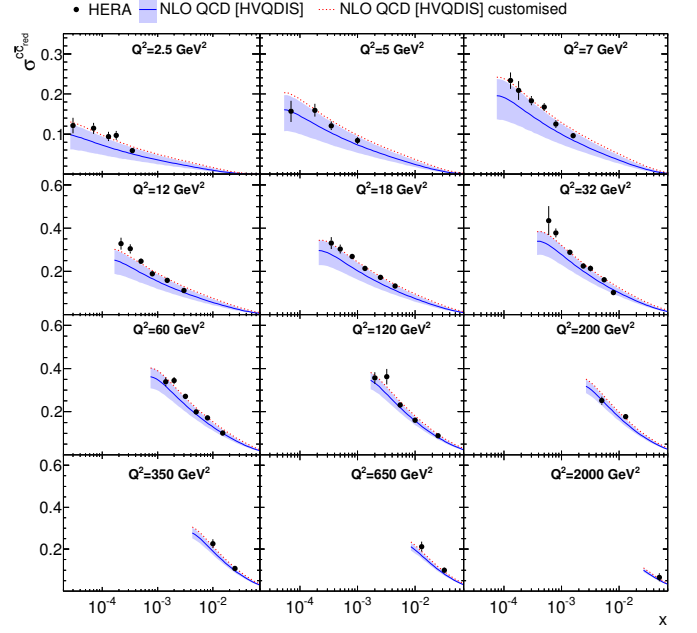 HERA NLO QCD [HVQDIS] NLO QCD [HVQDIS] customised
σ^{cc̄}_{red}
Q²=2.5 GeV² Q²=5 GeV² Q²=7 GeV²
0.3
0.2
0.1
Q²=12 GeV² Q²=18 GeV² Q²=32 GeV²
0.6
0.4
0.2
Q²=60 GeV² Q²=120 GeV² Q²=200 GeV²
0.6
0.4
0.2
Q²=350 GeV² Q²=650 GeV² Q²=2000 GeV²
0.6
0.4
0.2
10⁻⁴ 10⁻³ 10⁻² 10⁻⁴ 10⁻³ 10⁻² 10⁻⁴ 10⁻³ 10⁻²
x